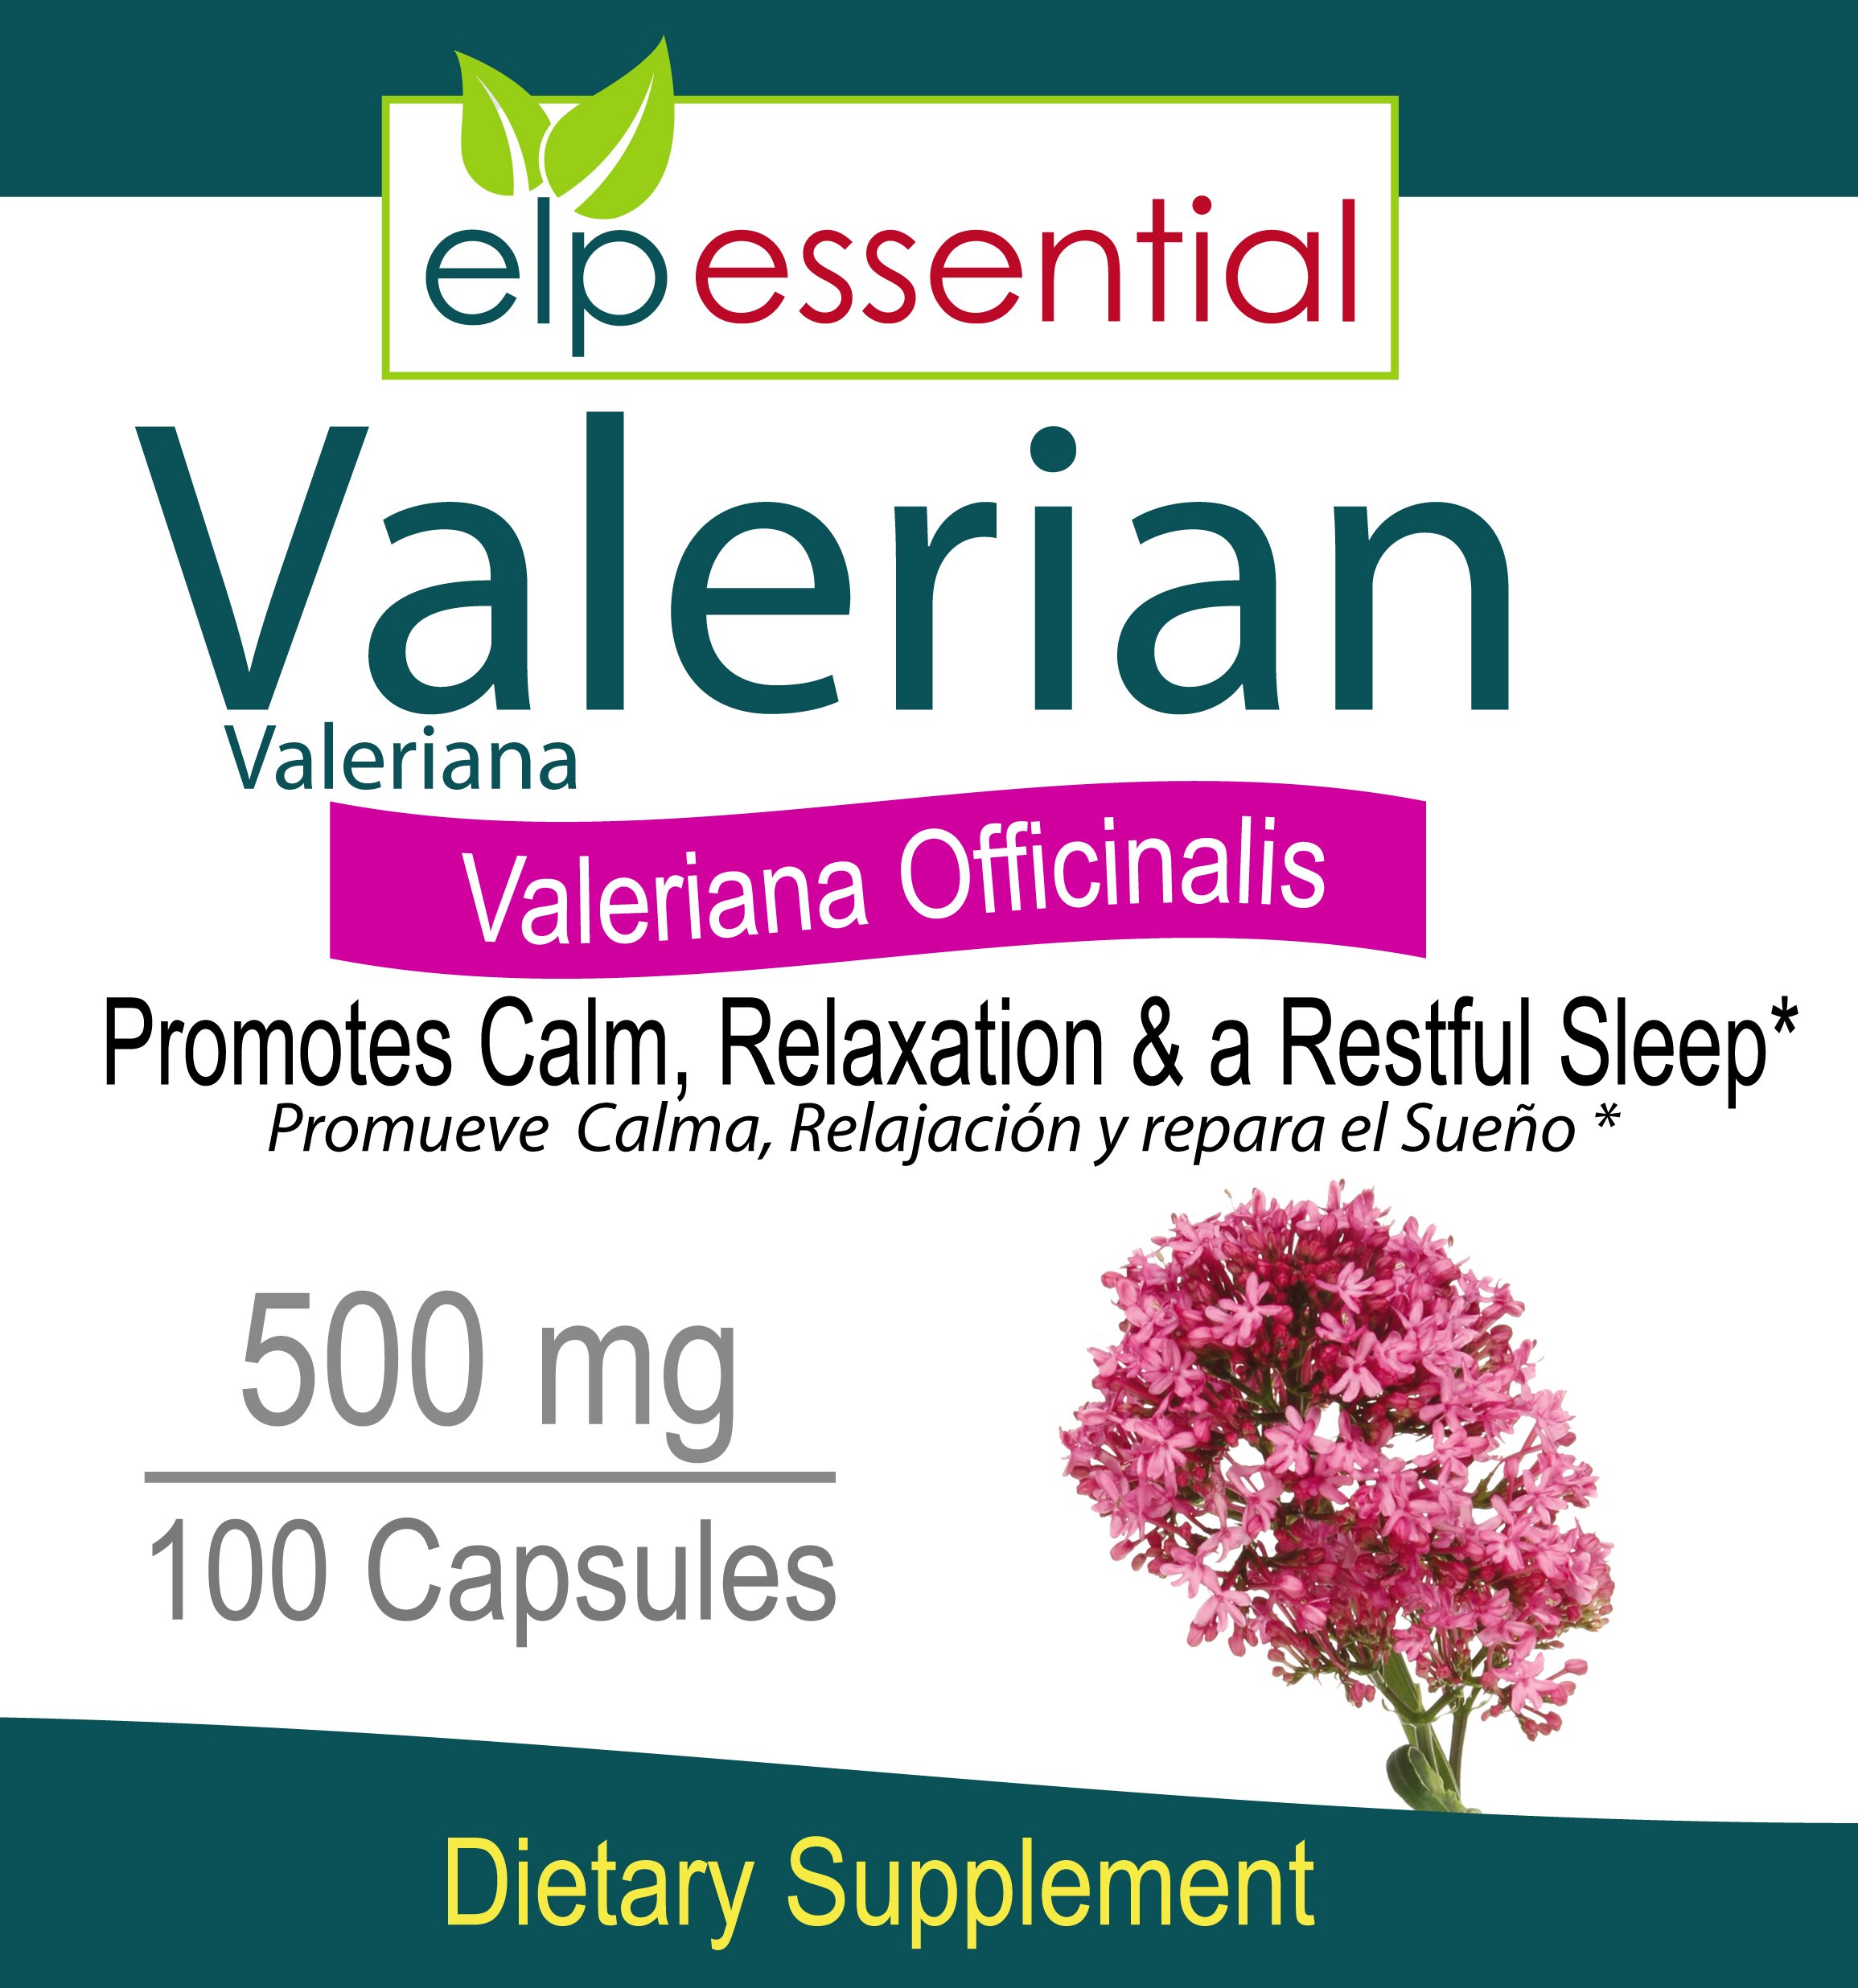 elp essential
Valerian
Valeriana
Valeriana Officinalis
Promotes Calm, Relaxation & a Restful Sleep*
Promueve Calma, Relajación y repara el Sueño *
500 mg
100 Capsules
Dietary Supplement